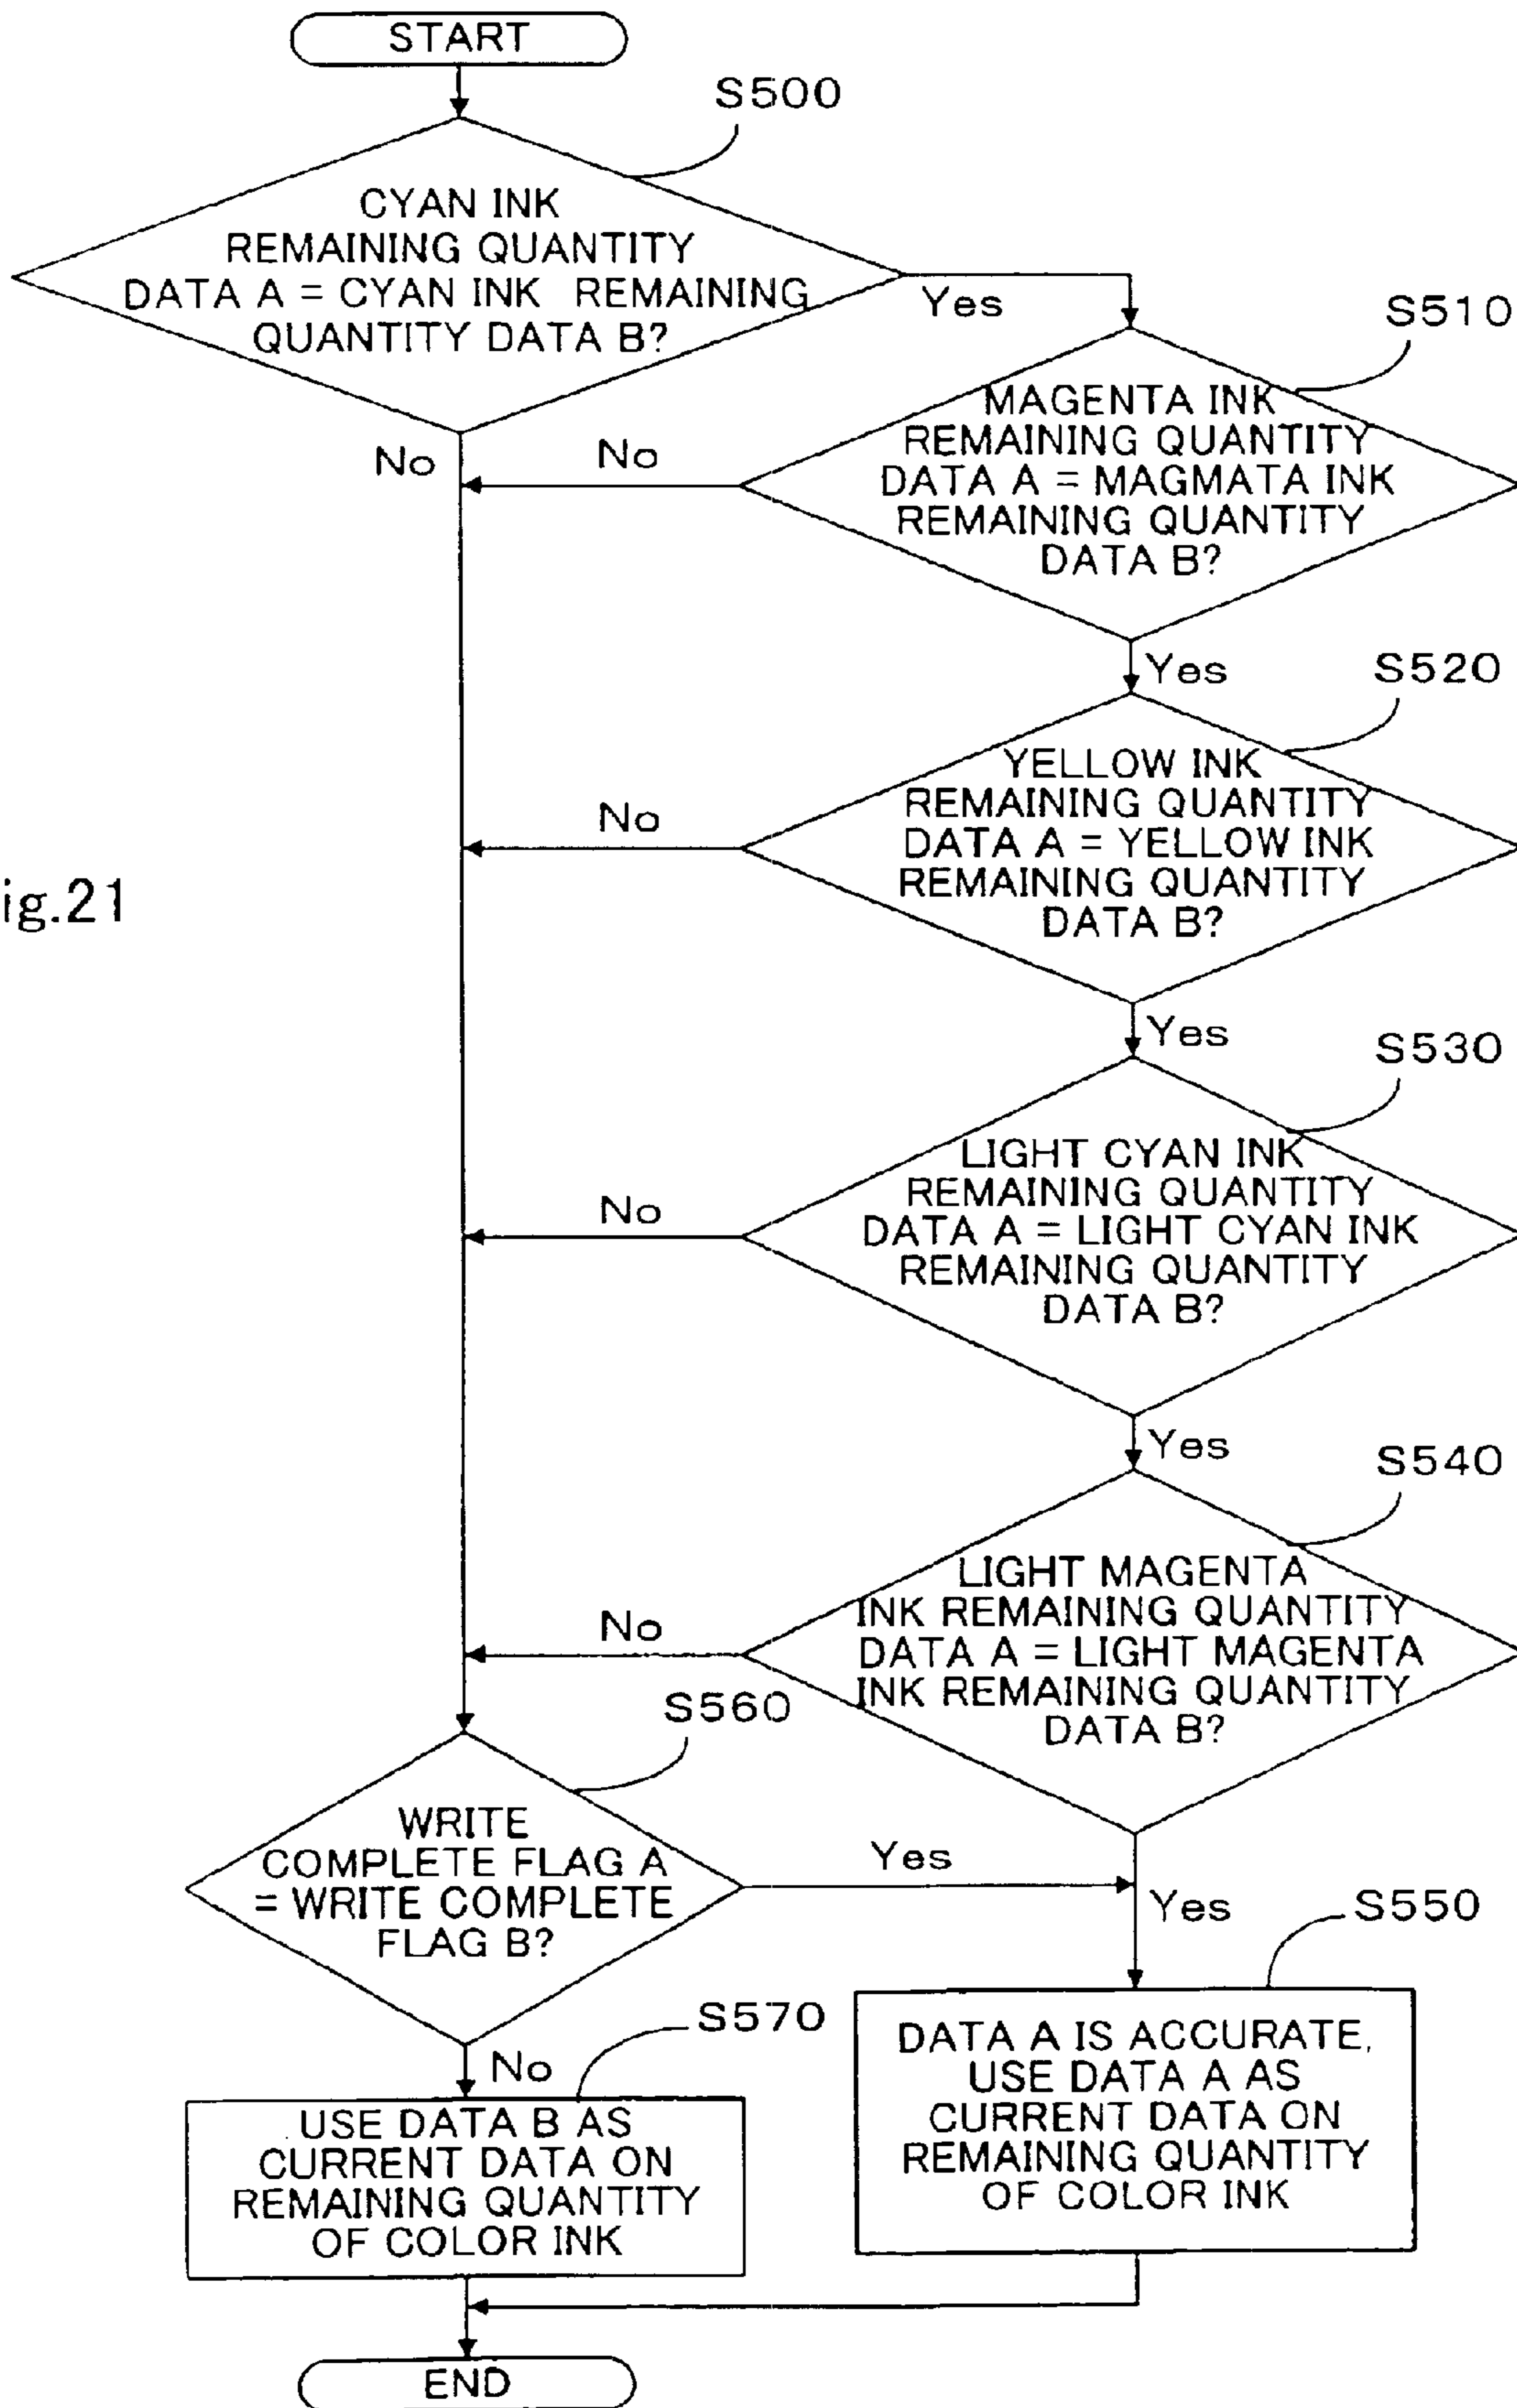 START
S500
CYAN INK
REMAINING QUANTITY
DATA A = CYAN INK REMAINING
QUANTITY DATA B?
Yes
No
S510
MAGENTA INK
REMAINING QUANTITY
DATA A = MAGMATA INK
REMAINING QUANTITY
DATA B?
No
Yes
S520
YELLOW INK
REMAINING QUANTITY
DATA A = YELLOW INK
REMAINING QUANTITY
DATA B?
No
Yes
ig.21
S530
LIGHT CYAN INK
REMAINING QUANTITY
DATA A = LIGHT CYAN INK
REMAINING QUANTITY
DATA B?
No
Yes
S540
LIGHT MAGENTA
INK REMAINING QUANTITY
DATA A = LIGHT MAGENTA
INK REMAINING QUANTITY
DATA B?
No
Yes
S560
WRITE
COMPLETE FLAG A
= WRITE COMPLETE
FLAG B?
Yes
No
S550
DATA A IS ACCURATE,
USE DATA A AS
CURRENT DATA ON
REMAINING QUANTITY
OF COLOR INK
S570
USE DATA B AS
CURRENT DATA ON
REMAINING QUANTITY
OF COLOR INK
END